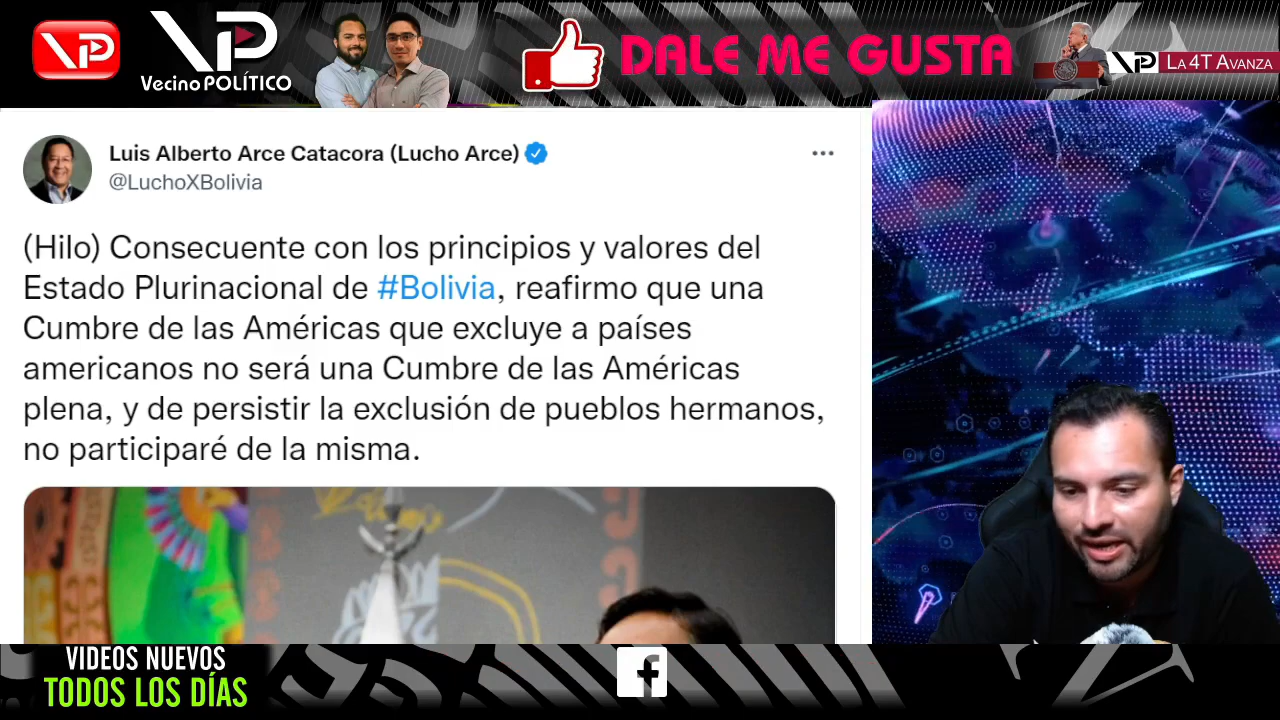 VP
VP
Vecino POLÍTICO
DALE ME GUSTA
VP LA 4T AVANZA
Luis Alberto Arce Catacora (Lucho Arce)
@LuchoXBolivia
(Hilo) Consecuente con los principios y valores del
Estado Plurinacional de #Bolivia, reafirmo que una
Cumbre de las Américas que excluye a países
americanos no será una Cumbre de las Américas
plena, y de persistir la exclusión de pueblos hermanos,
no participaré de la misma.
VIDEOS NUEVOS
TODOS LOS DÍAS